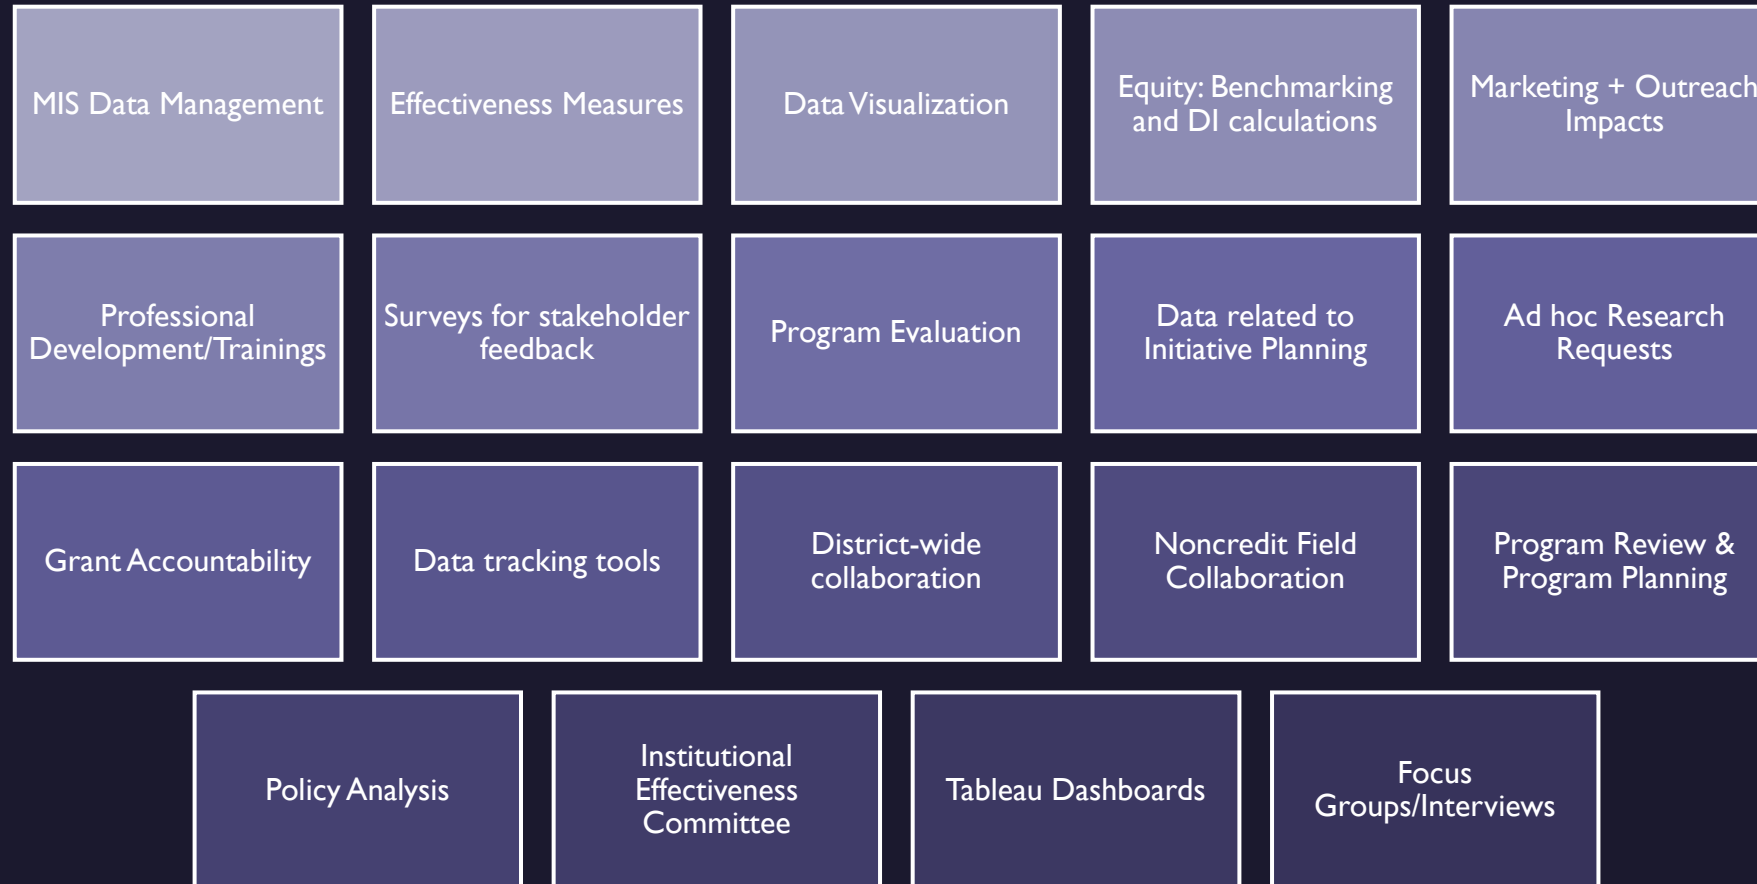 MIS Data Management
Effectiveness Measures
Data Visualization
Equity: Benchmarking
and DI calculations
Marketing + Outreach
Impacts
Professional
Development/Trainings
Surveys for stakeholder
feedback
Program Evaluation
Data related to
Initiative Planning
Ad hoc Research
Requests
Grant Accountability
Data tracking tools
District-wide
collaboration
Noncredit Field
Collaboration
Program Review &
Program Planning
Policy Analysis
Institutional
Effectiveness
Committee
Tableau Dashboards
Focus
Groups/Interviews